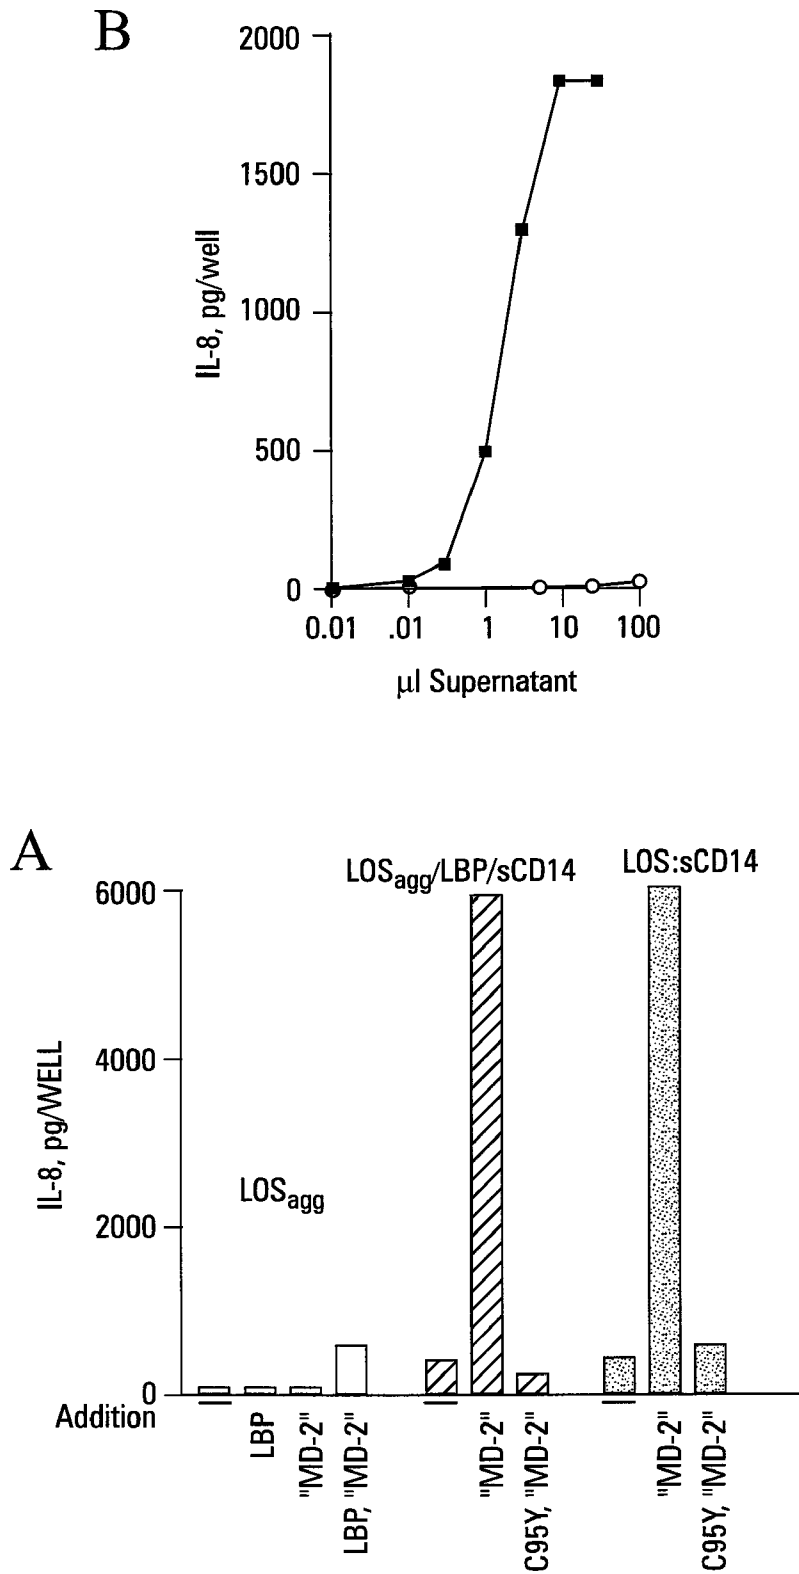 B
2000
1500
1000
500
0
IL-8, pg/well
0.01 .01 1 10 100
μl Supernatant
A
LOSagg/LBP/sCD14 LOS:sCD14
6000
4000
2000
0
IL-8, pg/WELL
LOSagg
Addition
LBP
"MD-2"
LBP, "MD-2"
"MD-2"
C95Y, "MD-2"
"MD-2"
C95Y, "MD-2"